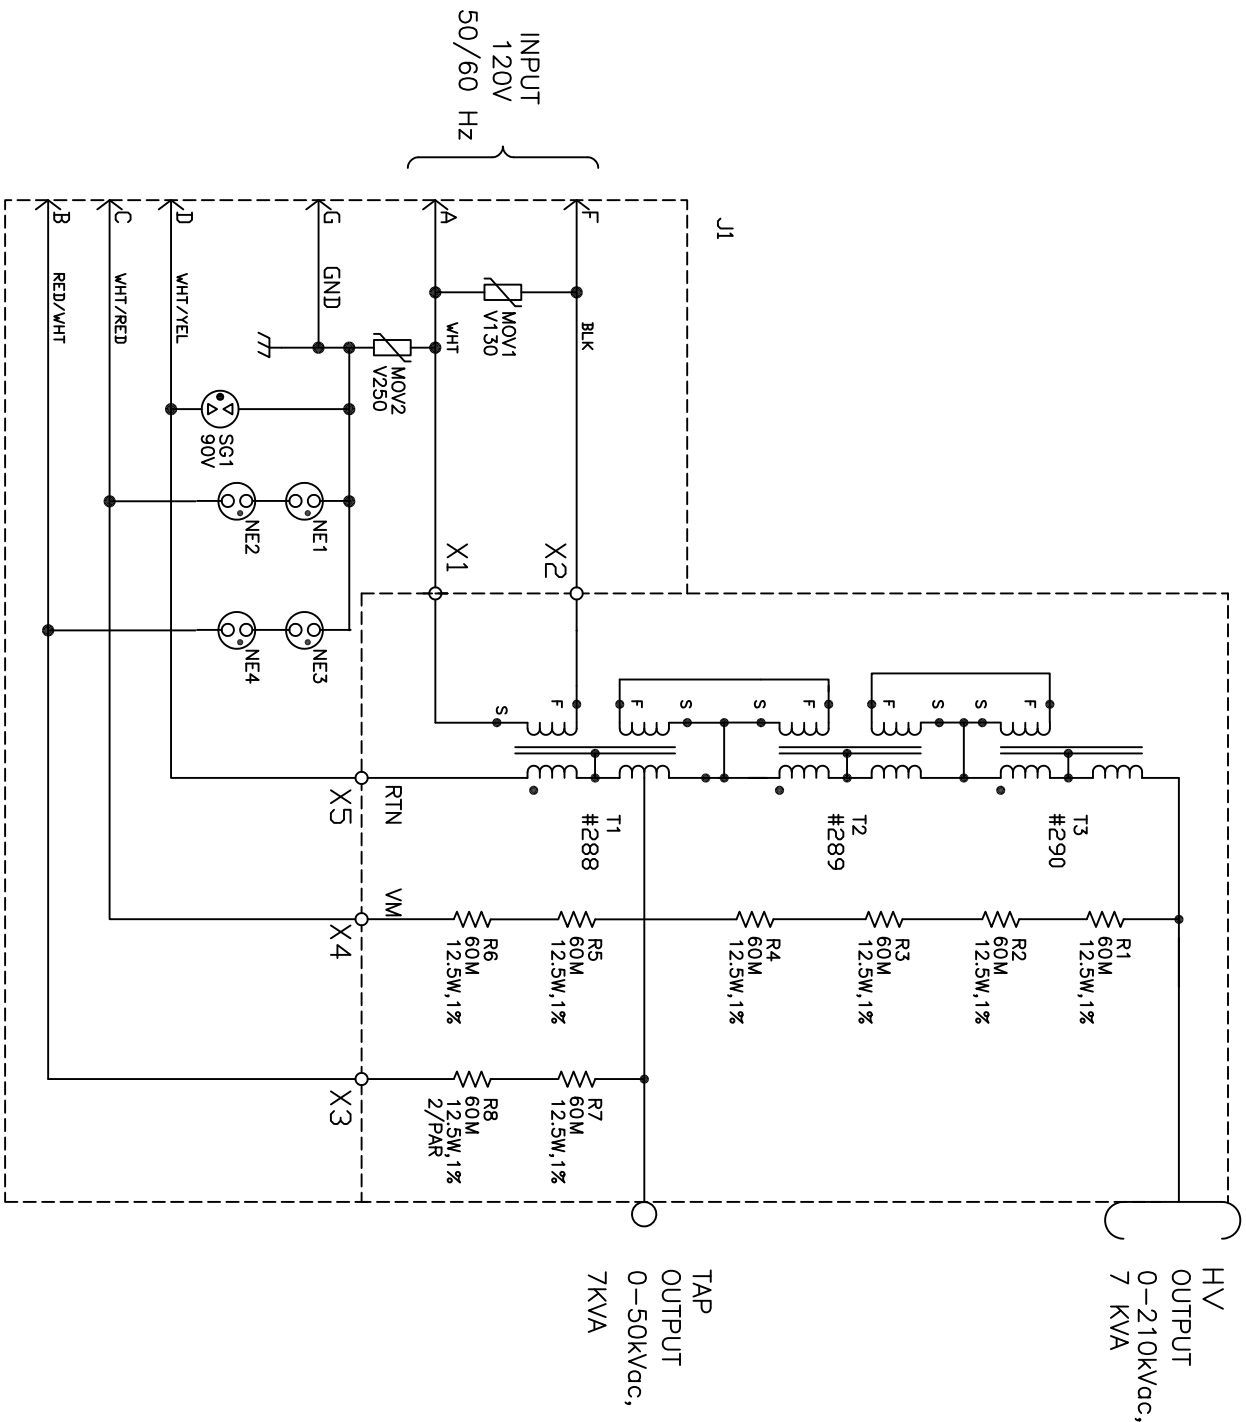 INPUT
120V
50/60 Hz
J1
F
A
G
D
C
B
BLK
WHT
GND
WHT/YEL
WHT/RED
RED/WHT
MOV1
V130
MOV2
V250
SG1
90V
NE1
NE2
NE3
NE4
X2
X1
F
S
F
S
S
F
F
S
S
F
T1
#288
T2
#289
T3
#290
RTN
X5
VM
X4
X3
R1
60M
12.5W,1%
R2
60M
12.5W,1%
R3
60M
12.5W,1%
R4
60M
12.5W,1%
R5
60M
12.5W,1%
R6
60M
12.5W,1%
R7
60M
12.5W,1%
R8
60M
12.5W,1%
2/PAR
HV
OUTPUT
0-210kVac,
7 KVA
TAP
OUTPUT
0-50kVac,
7KVA